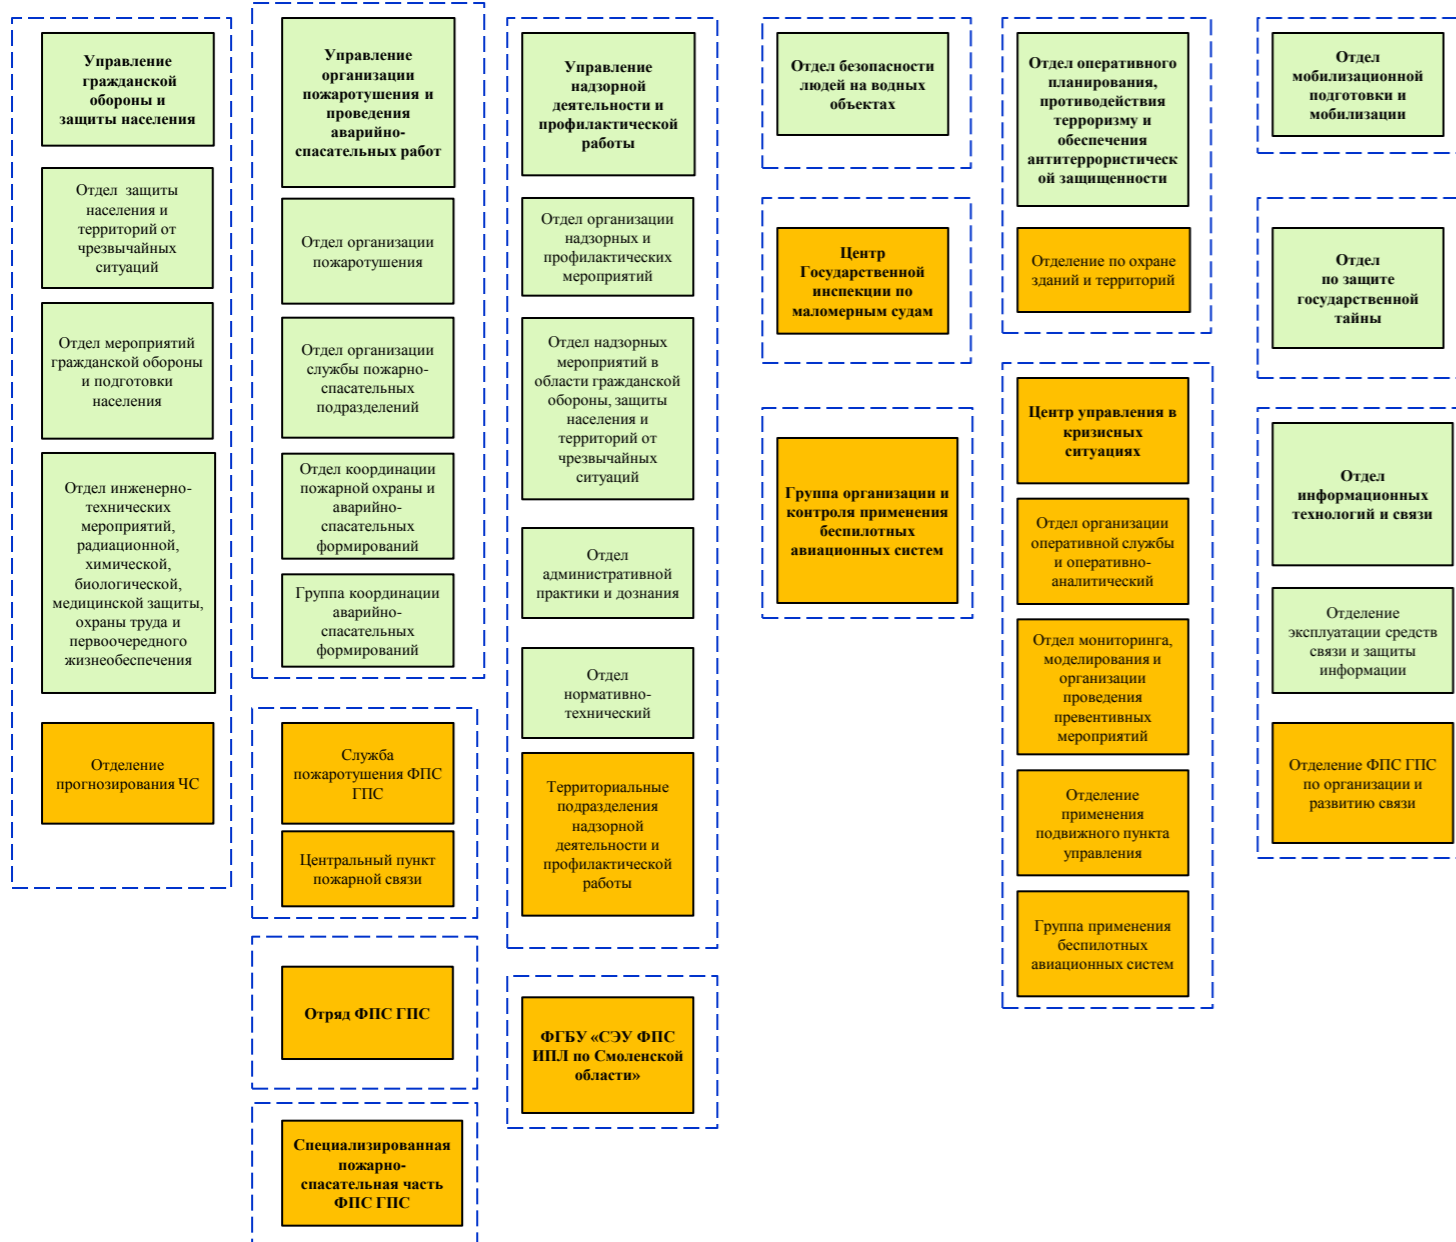 Управление
гражданской
обороны и
защиты населения
Отдел защиты
населения и
территорий от
чрезвычайных
ситуаций
Отдел мероприятий
гражданской обороны
и подготовки
населения
Отдел инженерно-
технических
мероприятий,
радиационной,
химической,
биологической,
медицинской защиты,
охраны труда и
первоочередного
жизнеобеспечения
Отделение
прогнозирования ЧС
Управление
организации
пожаротушения и
проведения
аварийно-
спасательных работ
Отдел организации
пожаротушения
Отдел организации
службы пожарно-
спасательных
подразделений
Отдел координации
пожарной охраны и
аварийно-
спасательных
формирований
Группа координации
аварийно-
спасательных
формирований
Служба
пожаротушения ФПС
ГПС
Центральный пункт
пожарной связи
Отряд ФПС ГПС
Специализированная
пожарно-
спасательная часть
ФПС ГПС
Управление
надзорной
деятельности и
профилактической
работы
Отдел организации
надзорных и
профилактических
мероприятий
Отдел надзорных
мероприятий в
области гражданской
обороны, защиты
населения и
территорий от
чрезвычайных
ситуаций
Отдел
административной
практики и дознания
Отдел
нормативно-
технический
Территориальные
подразделения
надзорной
деятельности и
профилактической
работы
ФГБУ «СЭУ ФПС
ИПЛ по Смоленской
области»
Отдел безопасности
людей на водных
объектах
Центр
Государственной
инспекции по
маломерным судам
Группа организации и
контроля применения
беспилотных
авиационных систем
Отдел оперативного
планирования,
противодействия
терроризму и
обеспечения
антитеррористическ
ой защищенности
Отделение по охране
зданий и территорий
Центр управления в
кризисных
ситуациях
Отдел организации
оперативной службы
и оперативно-
аналитический
Отдел мониторинга,
моделирования и
организации
проведения
превентивных
мероприятий
Отделение
применения
подвижного пункта
управления
Группа применения
беспилотных
авиационных систем
Отдел
мобилизационной
подготовки и
мобилизации
Отдел
по защите
государственной
тайны
Отдел
информационных
технологий и связи
Отделение
эксплуатации средств
связи и защиты
информации
Отделение ФПС ГПС
по организации и
развитию связи